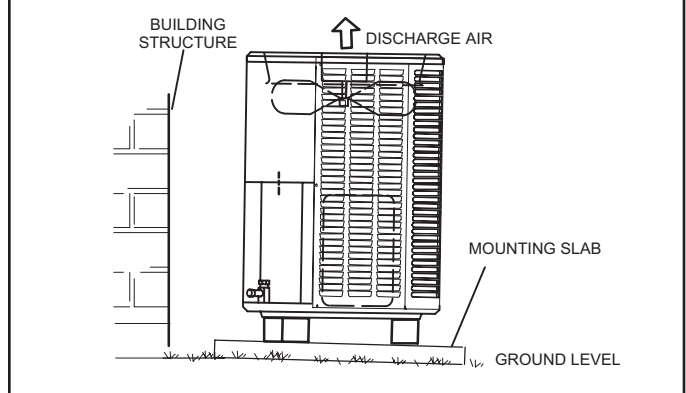 BUILDING
STRUCTURE
DISCHARGE AIR
MOUNTING SLAB
GROUND LEVEL